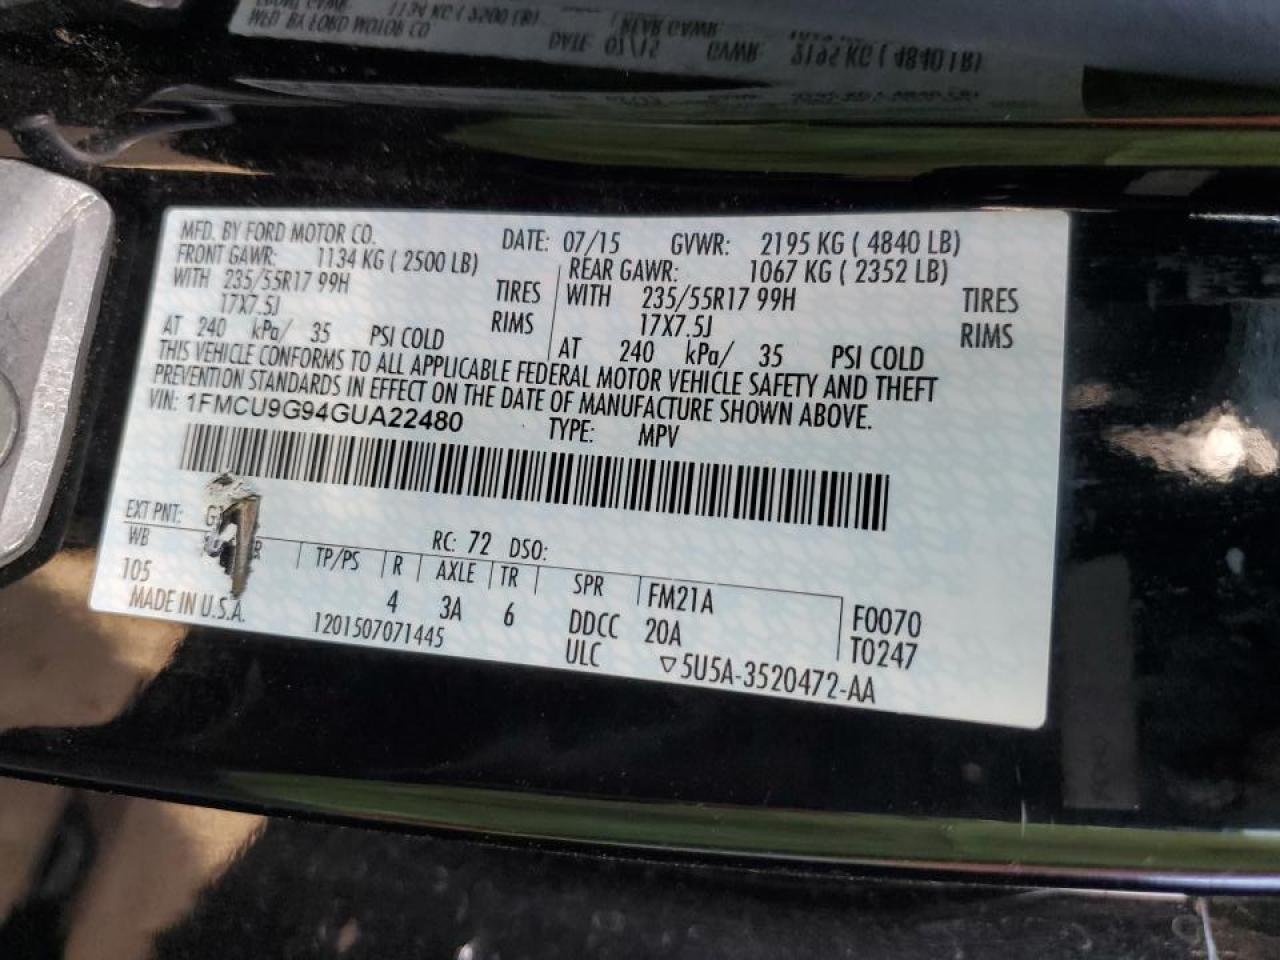 MFD. BY FORD MOTOR CO.
DATE: 07/15 GVWR: 2195 KG ( 4840 LB)
FRONT GAWR: 1134 KG ( 2500 LB)
REAR GAWR: 1067 KG ( 2352 LB)
WITH 235/55R17 99H TIRES
WITH 235/55R17 99H TIRES
17X7.5J RIMS
17X7.5J RIMS
AT 240 kPa/ 35 PSI COLD
AT 240 kPa/ 35 PSI COLD
THIS VEHICLE CONFORMS TO ALL APPLICABLE FEDERAL MOTOR VEHICLE SAFETY AND THEFT
PREVENTION STANDARDS IN EFFECT ON THE DATE OF MANUFACTURE SHOWN ABOVE.
VIN: 1FMCU9G94GUA22480 TYPE: MPV
EXT PNT:
RC: 72 DSO:
WB TP/PS R AXLE TR SPR FM21A F0070
105 4 3A 6 DDCC 20A T0247
MADE IN U.S.A. 1201507071445 ULC ▽5U5A-3520472-AA